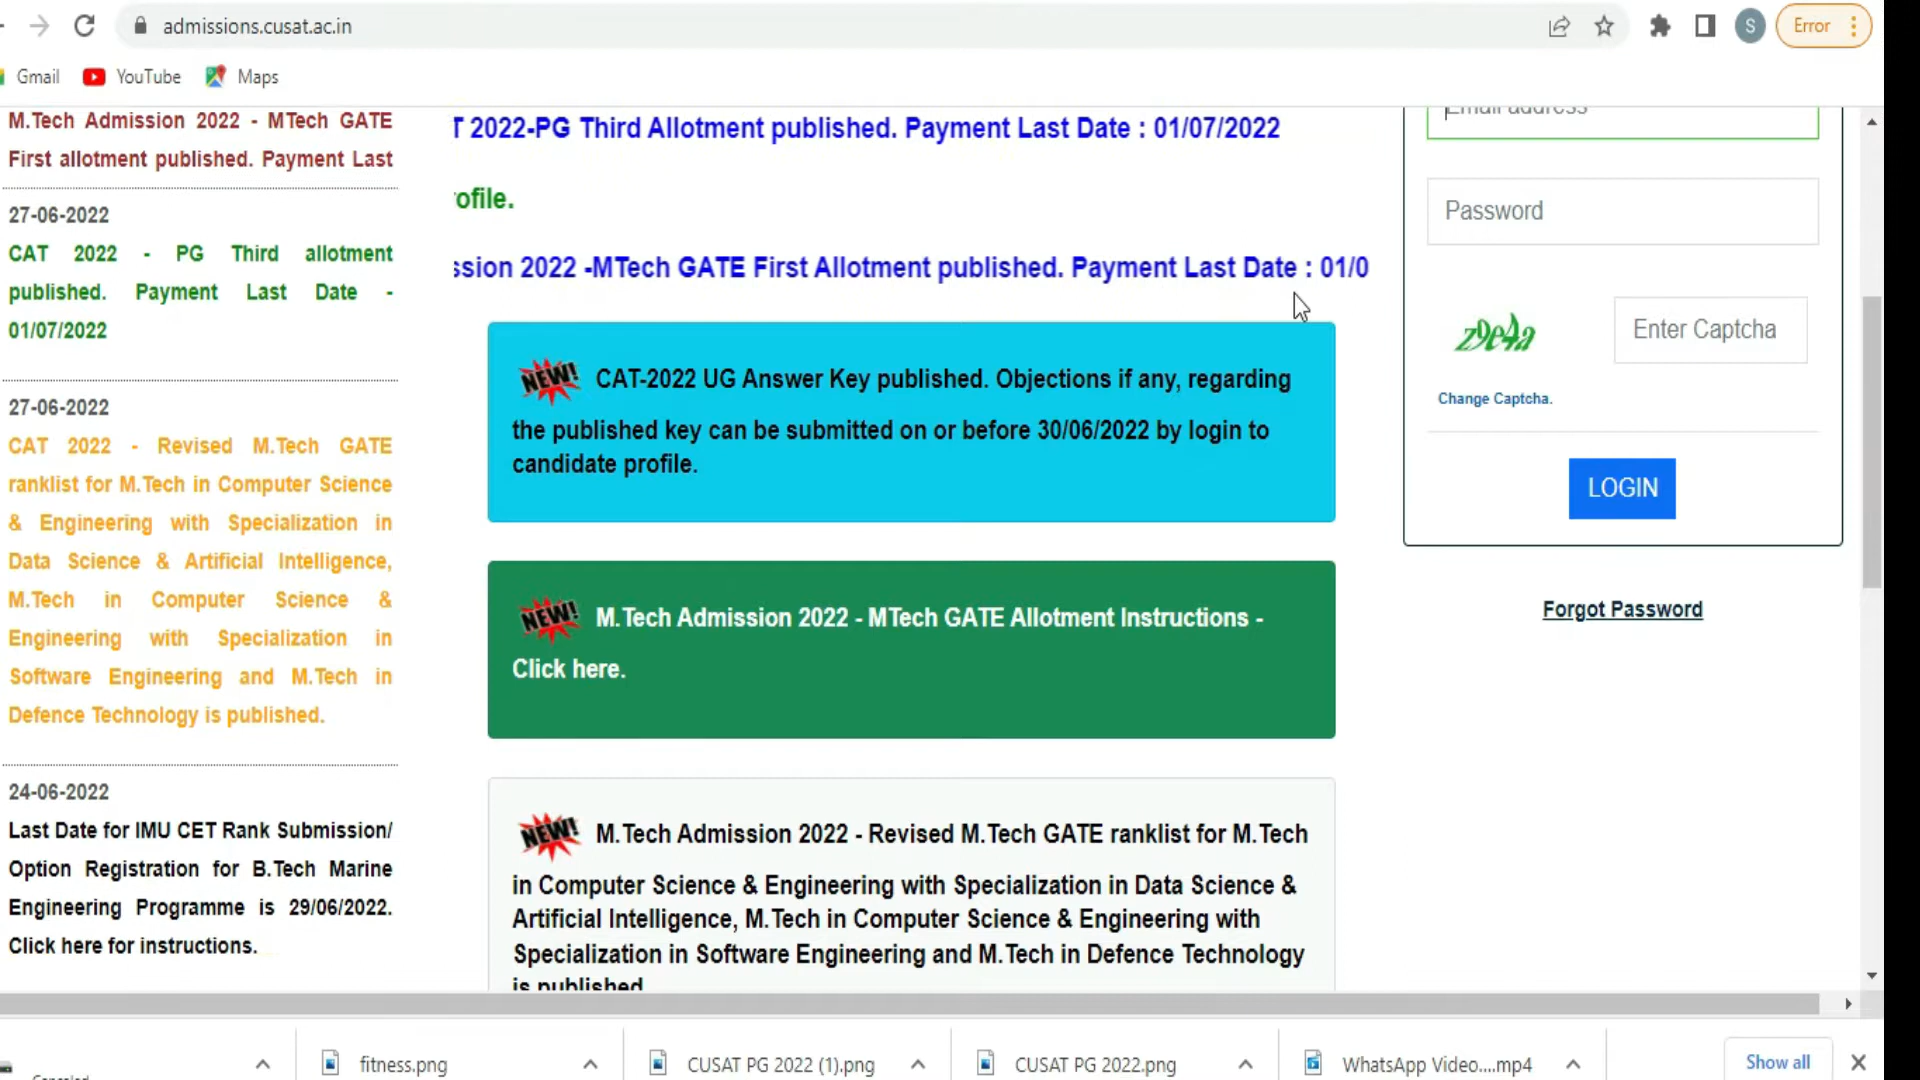 admissions.cusat.ac.in
S
Error
Gmail
YouTube
Maps
M.Tech Admission 2022 - MTech GATE
First allotment published. Payment Last
27-06-2022
CAT 2022 - PG Third allotment
published. Payment Last Date -
01/07/2022
27-06-2022
CAT 2022 - Revised M.Tech GATE
ranklist for M.Tech in Computer Science
& Engineering with Specialization in
Data Science & Artificial Intelligence,
M.Tech in Computer Science &
Engineering with Specialization in
Software Engineering and M.Tech in
Defence Technology is published.
24-06-2022
Last Date for IMU CET Rank Submission/
Option Registration for B.Tech Marine
Engineering Programme is 29/06/2022.
Click here for instructions.
T 2022-PG Third Allotment published. Payment Last Date : 01/07/2022
ofile.
ssion 2022 -MTech GATE First Allotment published. Payment Last Date : 01/0
NEW! CAT-2022 UG Answer Key published. Objections if any, regarding
the published key can be submitted on or before 30/06/2022 by login to
candidate profile.
NEW! M.Tech Admission 2022 - MTech GATE Allotment Instructions -
Click here.
NEW! M.Tech Admission 2022 - Revised M.Tech GATE ranklist for M.Tech
in Computer Science & Engineering with Specialization in Data Science &
Artificial Intelligence, M.Tech in Computer Science & Engineering with
Specialization in Software Engineering and M.Tech in Defence Technology
is published
Email address
Password
z9e4a
Enter Captcha
Change Captcha.
LOGIN
Forgot Password
Canceled
fitness.png
CUSAT PG 2022 (1).png
CUSAT PG 2022.png
WhatsApp Video....mp4
Show all